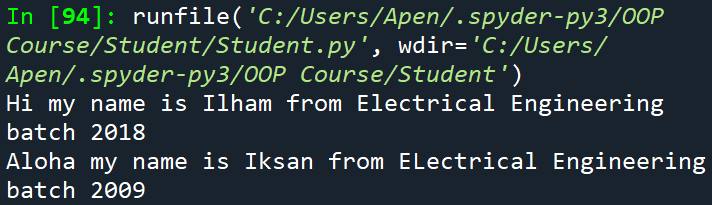 In [94]: runfile('C:/Users/Apen/.spyder-py3/OOP
Course/Student/Student.py', wdir='C:/Users/
Apen/.spyder-py3/OOP Course/Student')
Hi my name is Ilham from Electrical Engineering
batch 2018
Aloha my name is Iksan from ELectrical Engineering
batch 2009